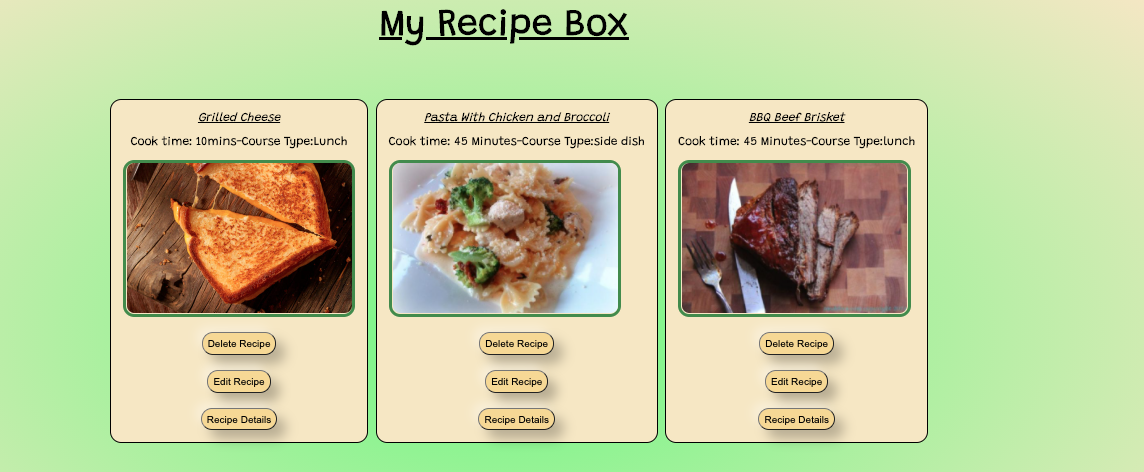 My Recipe Box
Grilled Cheese
Cook time: 10mins-Course Type:Lunch
Delete Recipe
Edit Recipe
Recipe Details
Pasta With Chicken and Broccoli
Cook time: 45 Minutes-Course Type:side dish
Delete Recipe
Edit Recipe
Recipe Details
BBQ Beef Brisket
Cook time: 45 Minutes-Course Type:lunch
Delete Recipe
Edit Recipe
Recipe Details